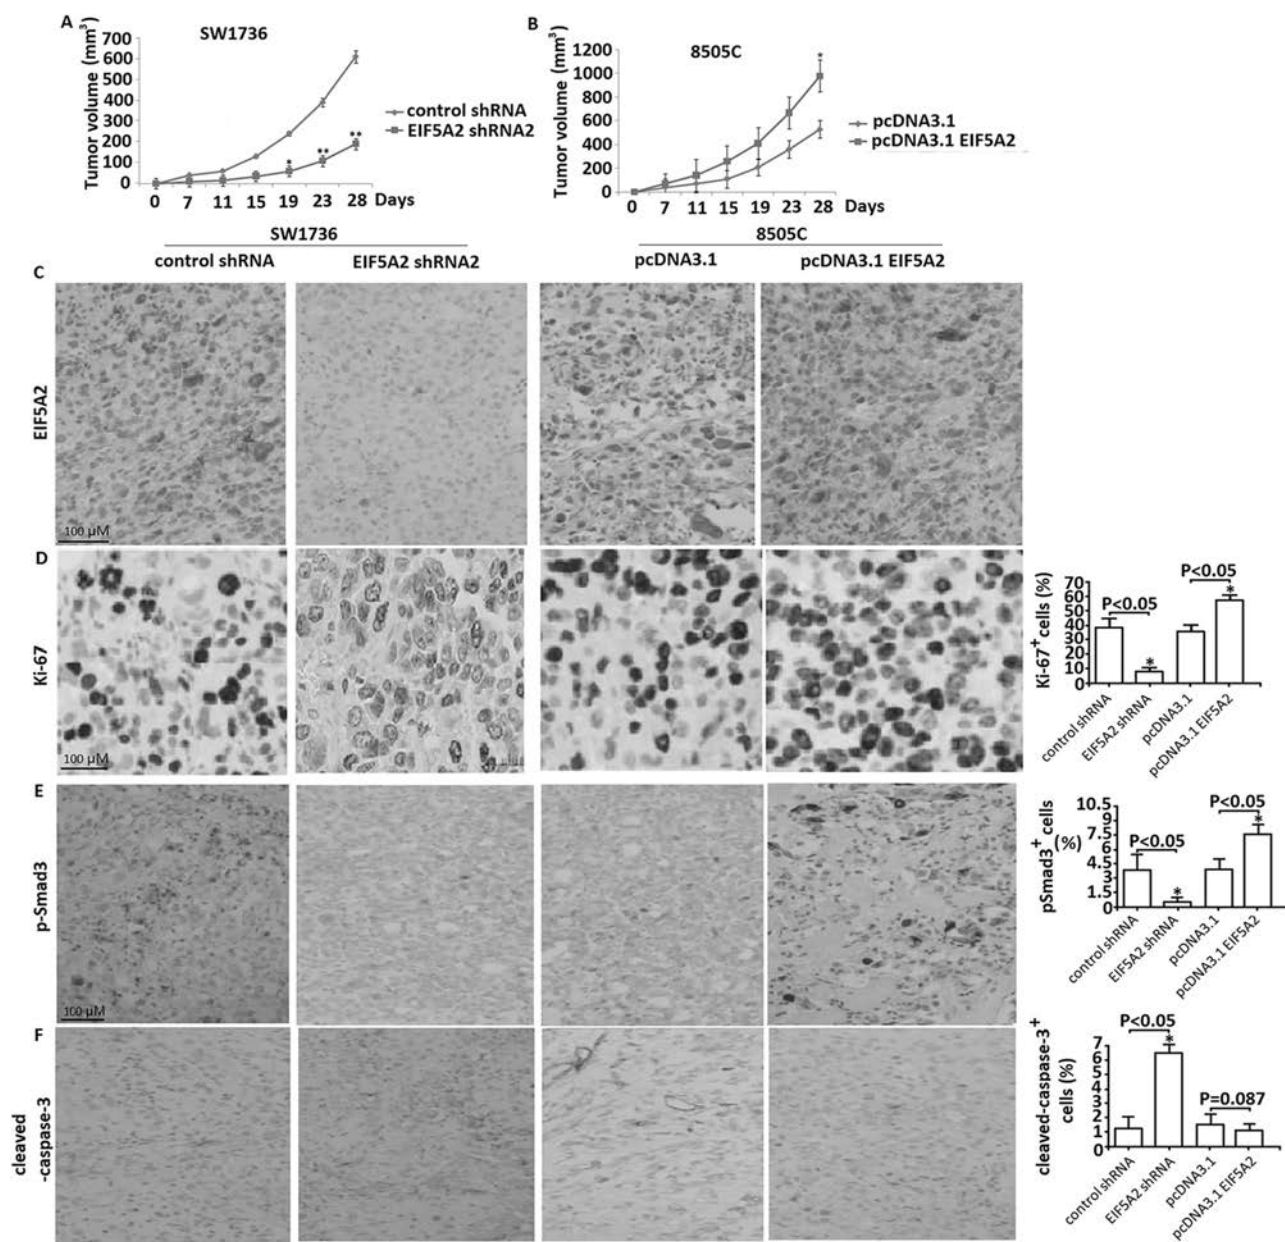 A
SW1736
Tumor volume (mm3)
700
600
500
400
300
200
100
0
0 7 11 15 19 23 28 Days
* ** **
control shRNA
EIF5A2 shRNA2
B
8505C
Tumor volume (mm3)
1200
1000
800
600
400
200
0
0 7 11 15 19 23 28 Days
*
pcDNA3.1
pcDNA3.1 EIF5A2
SW1736 8505C
control shRNA EIF5A2 shRNA2 pcDNA3.1 pcDNA3.1 EIF5A2
C
EIF5A2
100 µM
D
Ki-67
100 µM
Ki-67+ cells (%)
70
60
50
40
30
20
10
0
P<0.05
*
P<0.05
*
control shRNA
EIF5A2 shRNA
pcDNA3.1
pcDNA3.1 EIF5A2
E
p-Smad3
100 µM
pSmad3+ cells
(%)
10.5
9
7.5
6
4.5
3
1.5
0
P<0.05
*
P<0.05
*
control shRNA
EIF5A2 shRNA
pcDNA3.1
pcDNA3.1 EIF5A2
F
cleaved
-caspase-3
cleaved-caspase-3+
cells (%)
7
6
5
4
3
2
1
0
P<0.05
*
P=0.087
control shRNA
EIF5A2 shRNA
pcDNA3.1
pcDNA3.1 EIF5A2